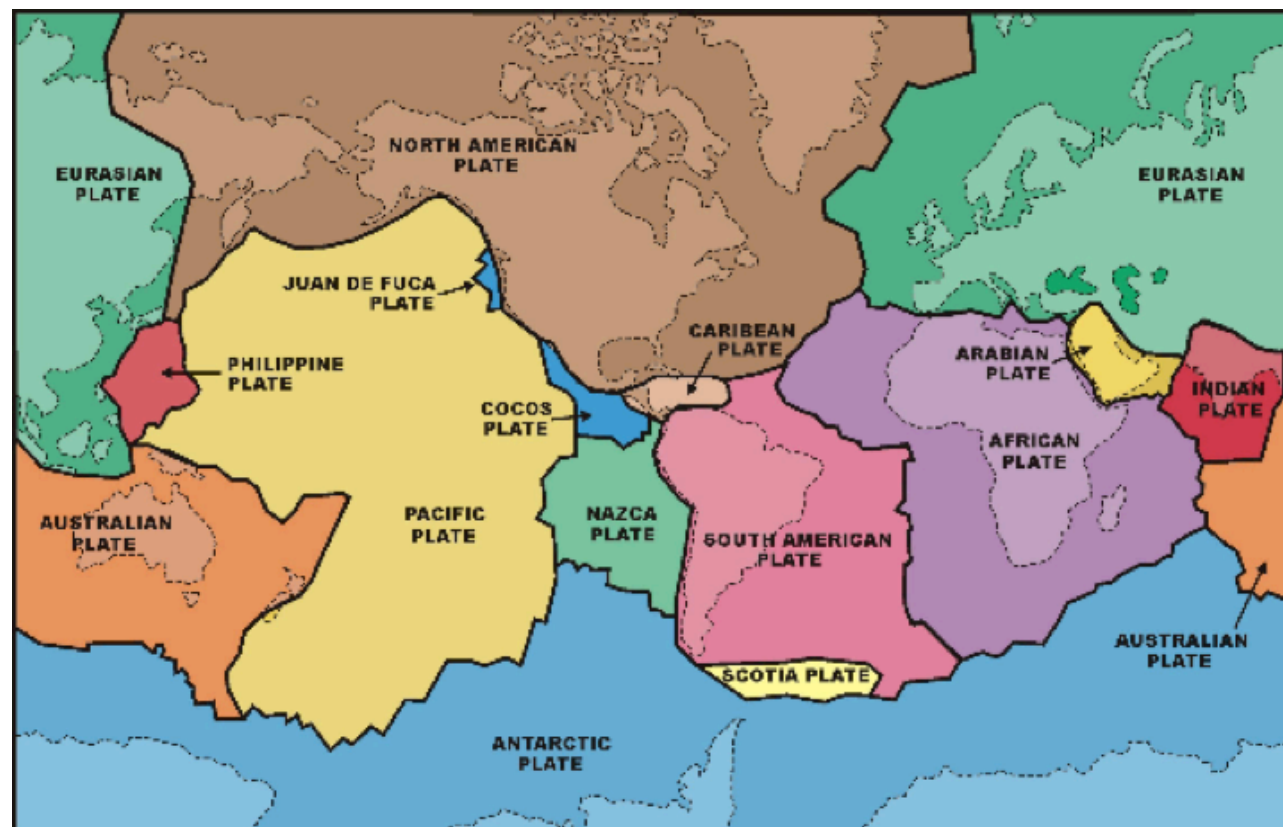 NORTH AMERICAN
PLATE
EURASIAN
PLATE
EURASIAN
PLATE
JUAN DE FUCA
PLATE
CARIBEAN
PLATE
PHILIPPINE
PLATE
ARABIAN
PLATE
INDIAN
PLATE
COCOS
PLATE
AFRICAN
PLATE
AUSTRALIAN
PLATE
PACIFIC
PLATE
NAZCA
PLATE
SOUTH AMERICAN
PLATE
AUSTRALIAN
PLATE
SCOTIA PLATE
ANTARCTIC
PLATE